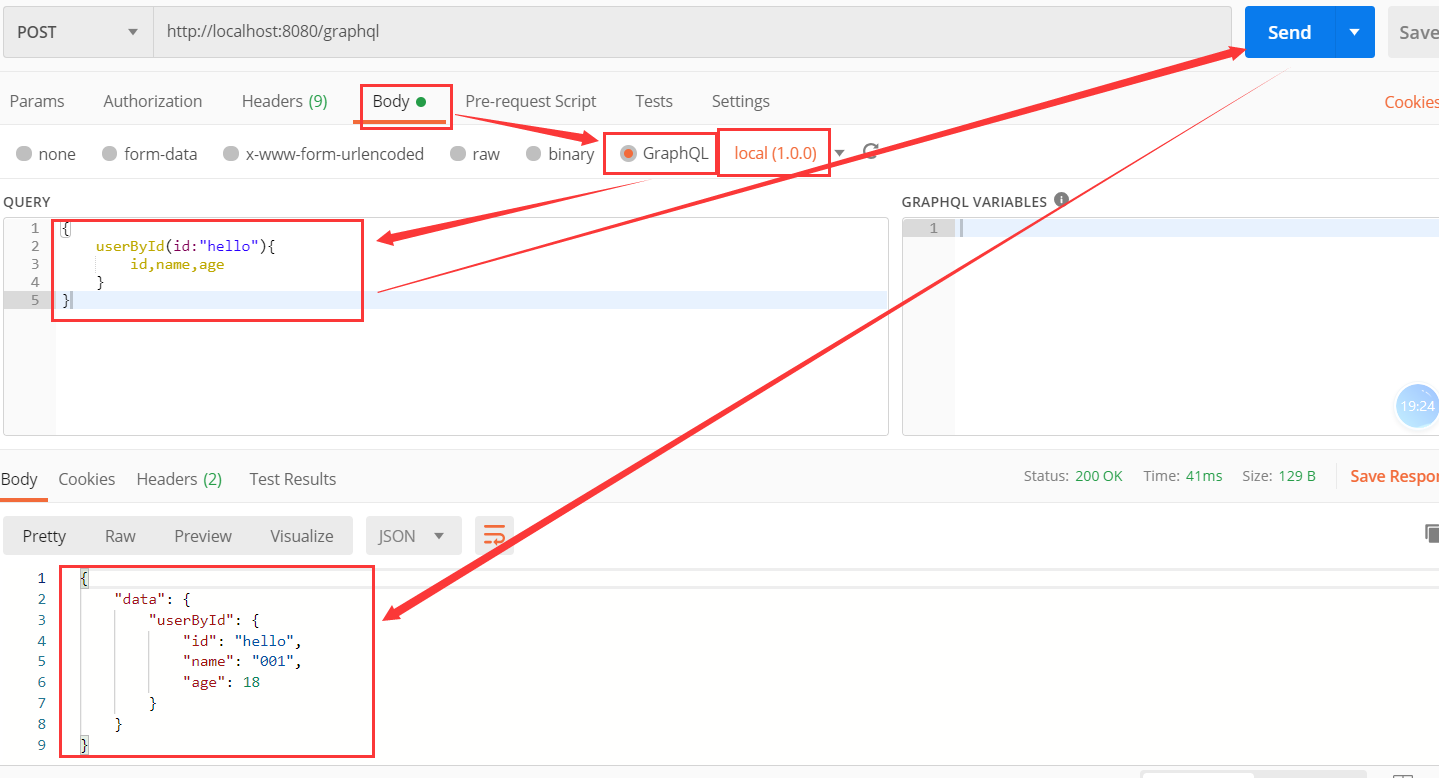 POST http://localhost:8080/graphql Send Save
Params Authorization Headers (9) Body Pre-request Script Tests Settings Cookies
none form-data x-www-form-urlencoded raw binary GraphQL local (1.0.0)
QUERY GRAPHQL VARIABLES i
1 { 1
2 userById(id:"hello"){
3 id,name,age
4 }
5 }
19:24
Body Cookies Headers (2) Test Results Status: 200 OK Time: 41ms Size: 129 B Save Respon
Pretty Raw Preview Visualize JSON
1 {
2 "data": {
3 "userById": {
4 "id": "hello",
5 "name": "001",
6 "age": 18
7 }
8 }
9 }